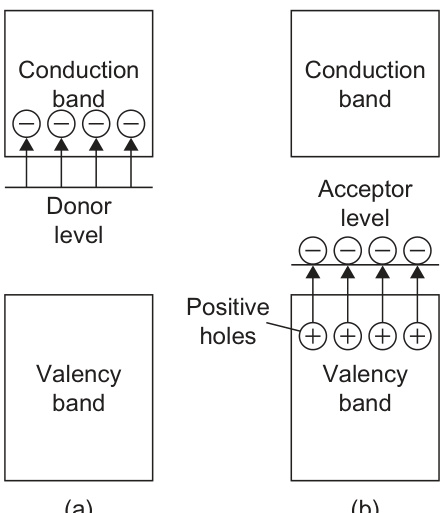 Conduction
band
Donor
level
Valency
band
(a)
Conduction
band
Acceptor
level
Positive
holes
Valency
band
(b)